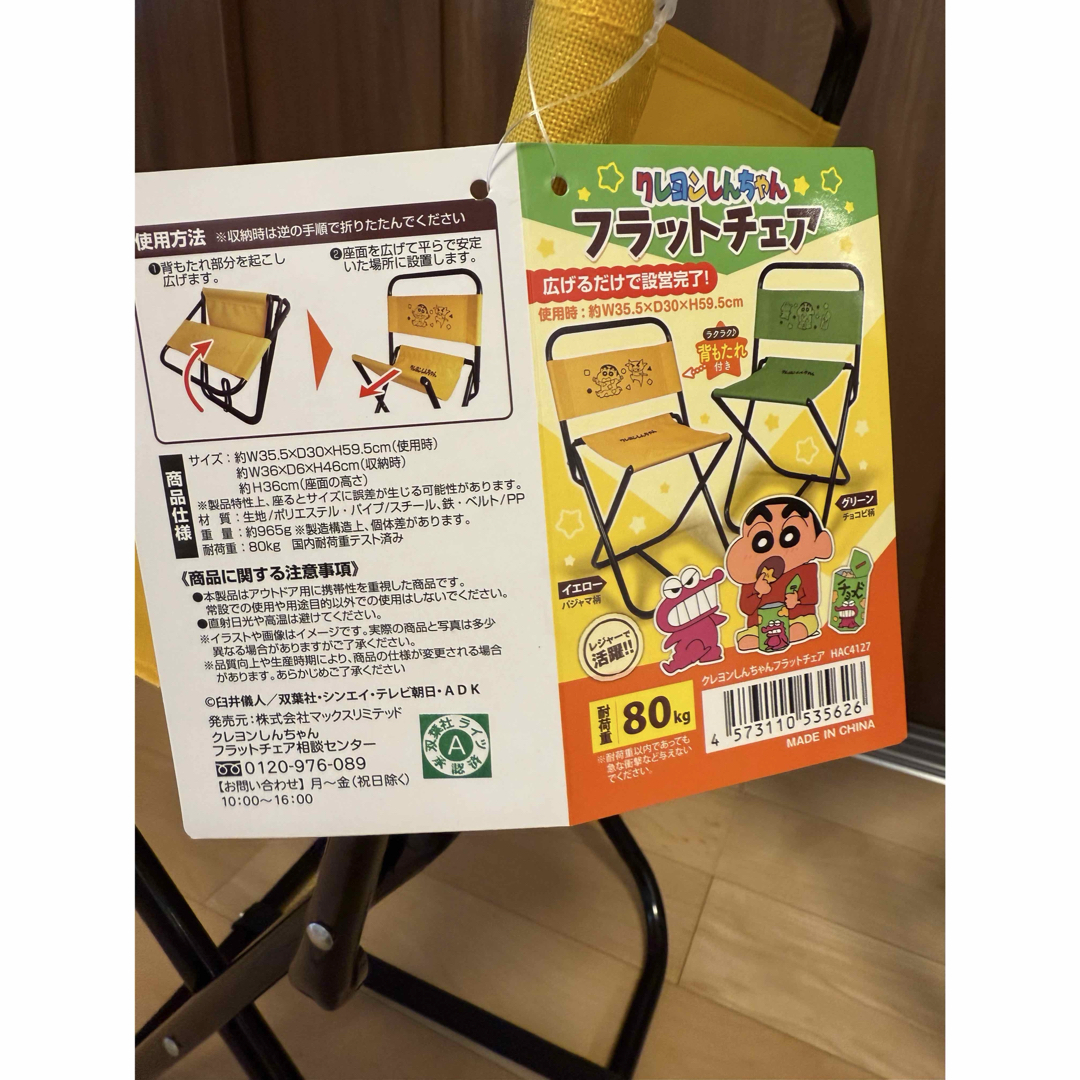 使用方法 ※収納時は逆の手順で折りたたんでください
❶背もたれ部分を起こし
広げます。
❷座面を広げて平らで安定
した場所に設置します。
クレヨンしんちゃん
商品仕様
サイズ：約W35.5×D30×H59.5cm(使用時)
約W36×D6×H46cm(収納時)
約H36cm(座面の高さ)
※製品特性上、座るとサイズに誤差が生じる可能性があります。
材 質：生地/ポリエステル・パイプ/スチール、鉄・ベルト/PP
重 量：約965g ※製造構造上、個体差があります。
耐荷重：80kg 国内耐荷重テスト済み
《商品に関する注意事項》
●本製品はアウトドア用に携帯性を重視した商品です。
常設での使用や用途目的以外での使用はしないでください。
●直射日光や高温は避けてください。
※イラストや画像はイメージです。実際の商品と写真は多少
異なる場合がありますがご了承ください。
※品質向上や生産時期により、商品の仕様が変更される場合
があります。あらかじめご了承ください
©臼井儀人／双葉社・シンエイ・テレビ朝日・ADK
発売元：株式会社マックスリミテッド
クレヨンしんちゃん
フラットチェア相談センター
0120-976-089
【お問い合わせ】月～金(祝日除く)
10:00～16:00
双葉社ライツ
A
承認済
クレヨンしんちゃん
フラットチェア
広げるだけで設営完了!
使用時：約W35.5×D30×H59.5cm
ラクラク♪
背もたれ
付き
クレヨンしんちゃん
グリーン
チョコビ柄
イエロー
パジャマ柄
チョコビ
レジャーで
活躍!!
クレヨンしんちゃんフラットチェア HAC4127
耐荷重 80kg
※耐荷重以内であっても
急な衝撃など与えない
でください。
4 573110 535626
MADE IN CHINA